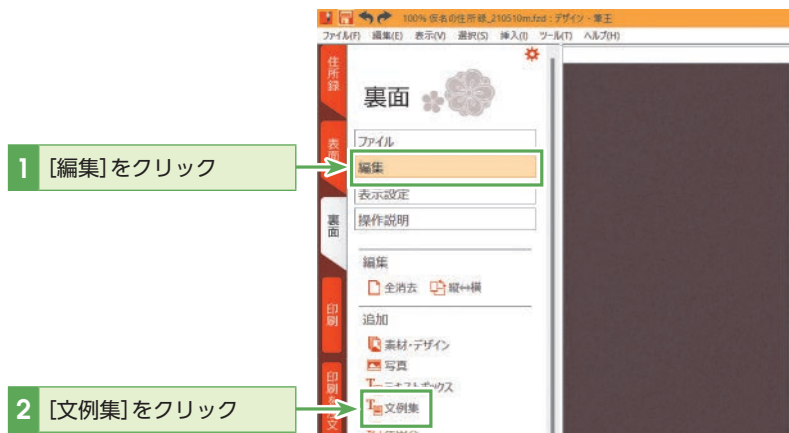 100% 仮名の住所録_210510m.fzd : デザイン - 筆王
ファイル(F) 編集(E) 表示(V) 選択(S) 挿入(I) ツール(T) ヘルプ(H)
住所録
裏面
ファイル
表面
1 [編集]をクリック
編集
表示設定
裏面
操作説明
編集
全消去 縦⇔横
印刷
追加
素材・デザイン
写真
テキストボックス
印刷を注文
2 [文例集]をクリック
文例集